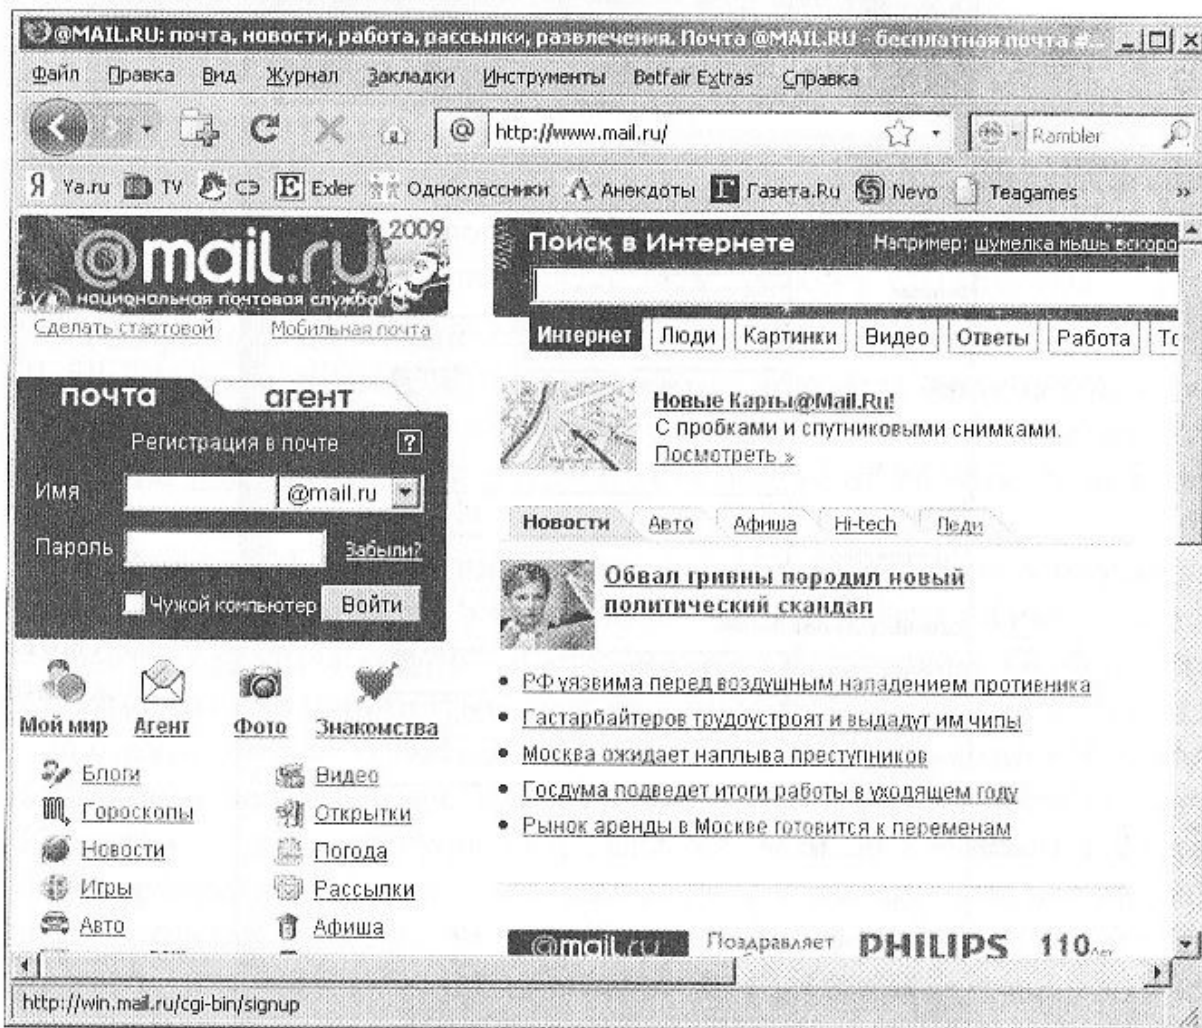 @MAIL.RU: почта, новости, работа, рассылки, развлечения. Почта @MAIL.RU - бесплатная почта #...
Файл Правка Вид Журнал Закладки Инструменты Betfair Extras Справка
http://www.mail.ru/ Rambler
Ya.ru TV СЭ Exler Одноклассники Анекдоты Газета.Ru Nevo Teagames »
@mail.ru 2009
национальная почтовая служба
Сделать стартовой Мобильная почта
Поиск в Интернете Например: шумелка мышь вскоро
Интернет Люди Картинки Видео Ответы Работа То
почта агент
Регистрация в почте ?
Имя @mail.ru
Пароль Забыли?
Чужой компьютер Войти
Новые Карты@Mail.Ru!
С пробками и спутниковыми снимками.
Посмотреть »
Новости Авто Афиша Hi-tech Леди
Обвал гривны породил новый
политический скандал
• РФ уязвима перед воздушным нападением противника
• Гастарбайтеров трудоустроят и выдадут им чипы
• Москва ожидает наплыва преступников
• Госдума подведет итоги работы в уходящем году
• Рынок аренды в Москве готовится к переменам
Мой мир Агент Фото Знакомства
Блоги Видео
Гороскопы Открытки
Новости Погода
Игры Рассылки
Авто Афиша
@mail.ru Поздравляет PHILIPS 110 лет
http://win.mail.ru/cgi-bin/signup